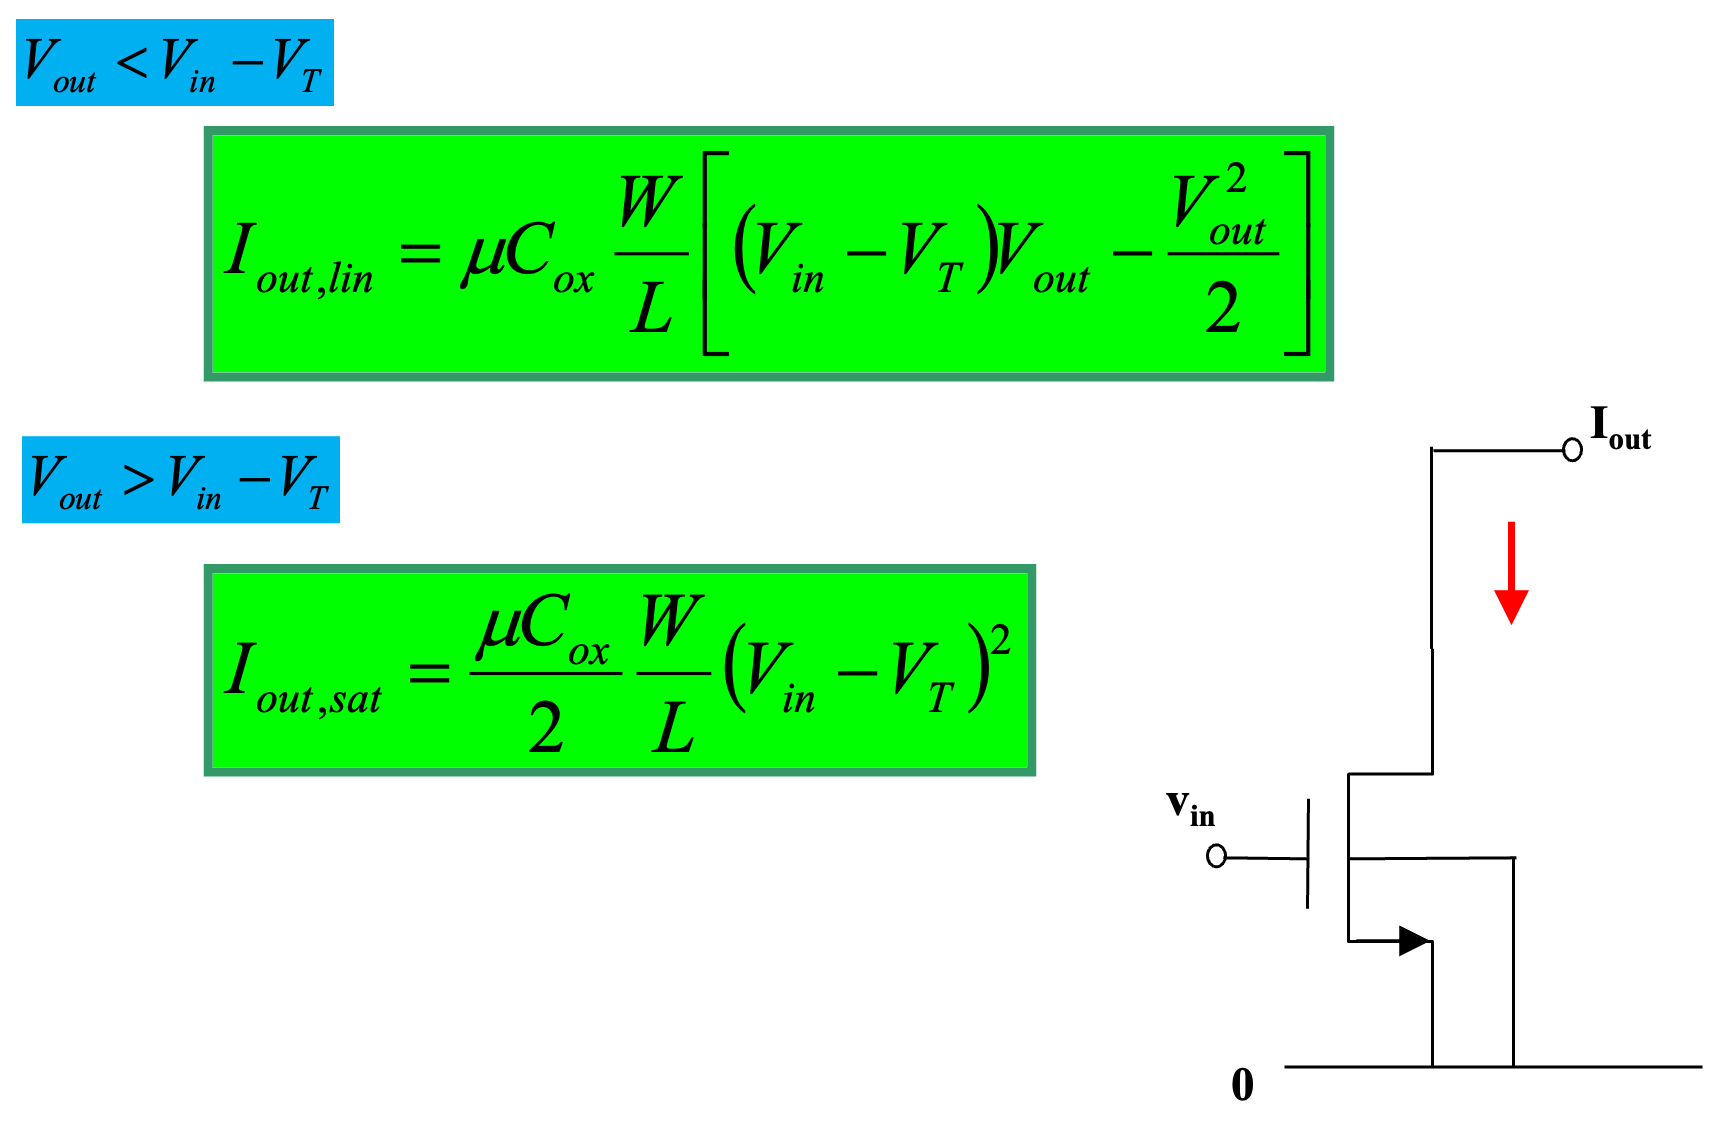 V_out < V_in − V_T
I_out,lin = μC_ox W/L [(V_in − V_T)V_out − V_out^2/2]
V_out > V_in − V_T
I_out,sat = μC_ox/2 W/L (V_in − V_T)^2
I_out
v_in
0